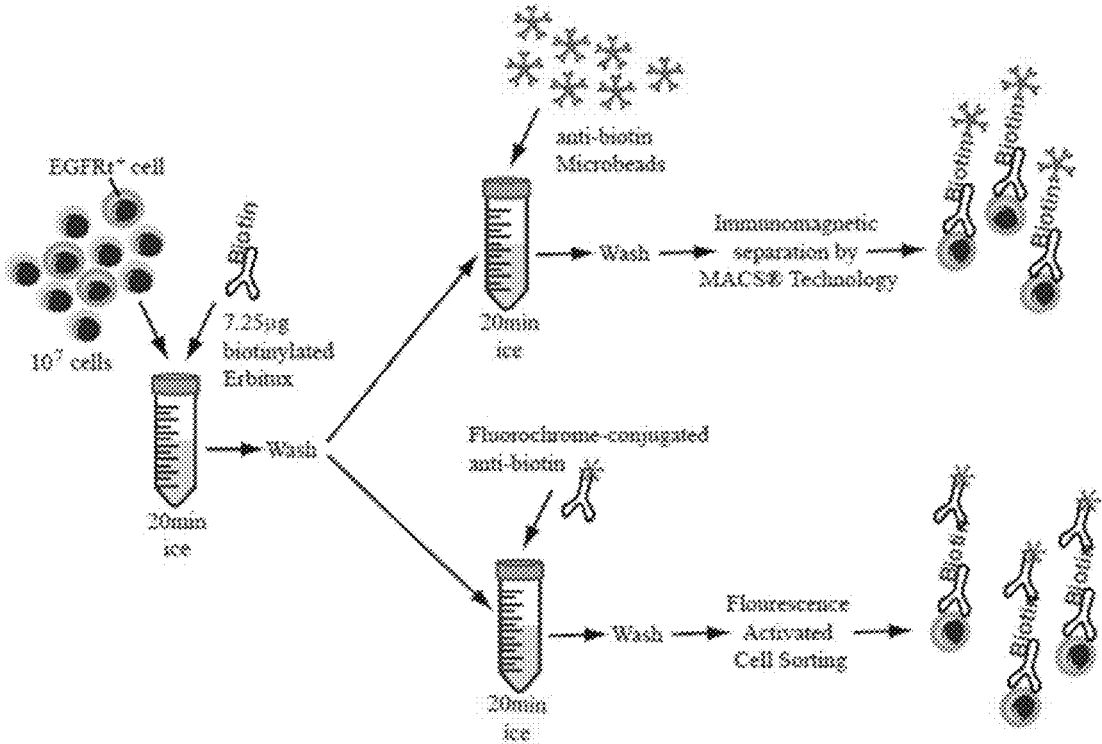 EGFRt+ cell
10⁷ cells
Biotin
7.25µg
biotinylated
Erbitux
20min
ice
Wash
anti-biotin
Microbeads
20min
ice
Wash
Immunomagnetic
separation by
MACS® Technology
Biotin
Biotin
Biotin
Fluorochrome-conjugated
anti-biotin
20min
ice
Wash
Flourescence
Activated
Cell Sorting
Biotin
Biotin
Biotin